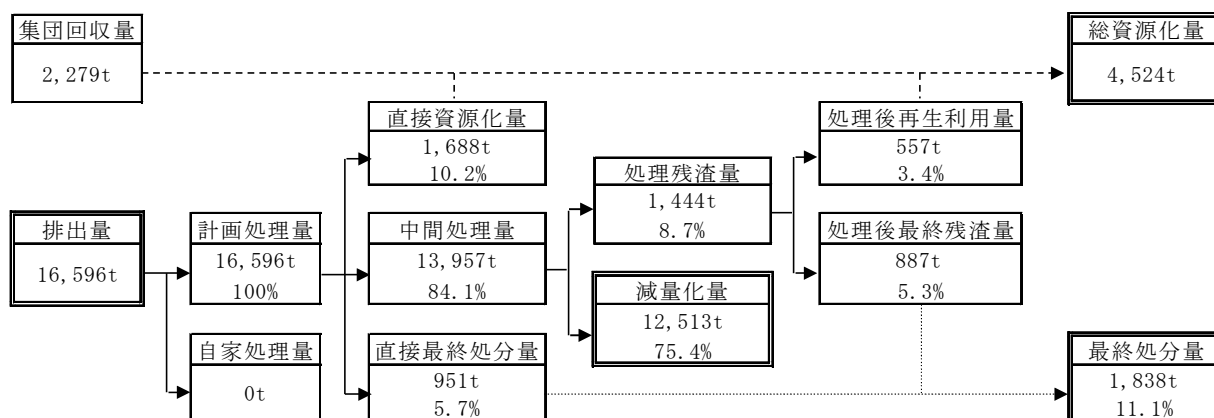 集団回収量
2,279t
総資源化量
4,524t
直接資源化量
1,688t
10.2%
処理後再生利用量
557t
3.4%
処理残渣量
1,444t
8.7%
排出量
16,596t
計画処理量
16,596t
100%
中間処理量
13,957t
84.1%
処理後最終残渣量
887t
5.3%
減量化量
12,513t
75.4%
自家処理量
0t
直接最終処分量
951t
5.7%
最終処分量
1,838t
11.1%